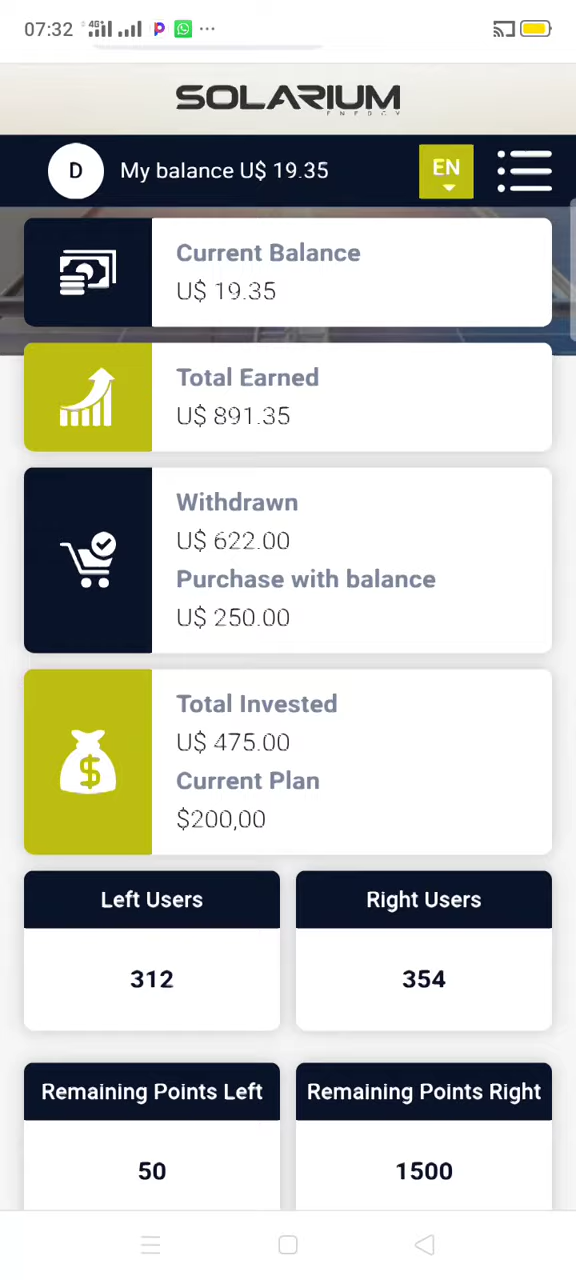 07:32
4G+
SOLARIUM
ENERGY
D
My balance U$ 19.35
EN
Current Balance
U$ 19.35
Total Earned
U$ 891.35
Withdrawn
U$ 622.00
Purchase with balance
U$ 250.00
$
Total Invested
U$ 475.00
Current Plan
$200,00
Left Users
Right Users
312
354
Remaining Points Left
Remaining Points Right
50
1500